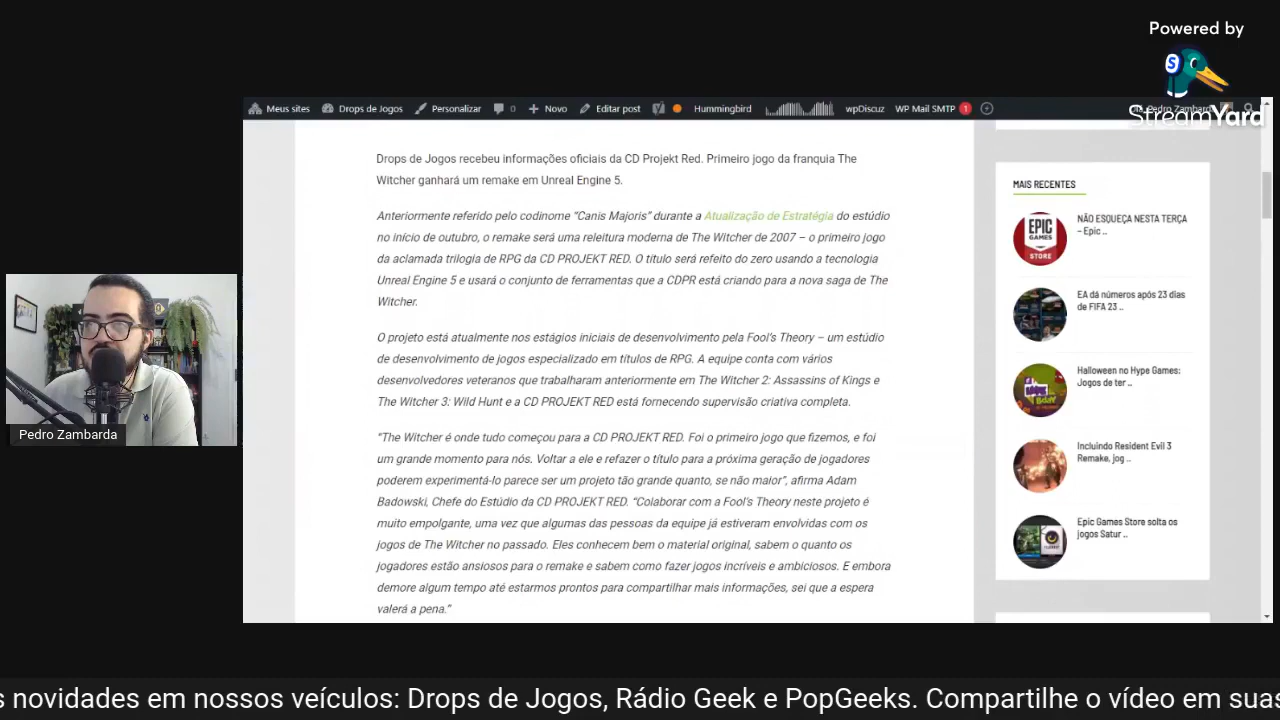 Powered by
S
StreamYard
Meus sites
Drops de Jogos
Personalizar
0
Novo
Editar post
Hummingbird
wpDiscuz
WP Mail SMTP
1
Pedro Zambarda
Drops de Jogos recebeu informações oficiais da CD Projekt Red. Primeiro jogo da franquia The
Witcher ganhará um remake em Unreal Engine 5.
Anteriormente referido pelo codinome “Canis Majoris” durante a Atualização de Estratégia do estúdio
no início de outubro, o remake será uma releitura moderna de The Witcher de 2007 – o primeiro jogo
da aclamada trilogia de RPG da CD PROJEKT RED. O título será refeito do zero usando a tecnologia
Unreal Engine 5 e usará o conjunto de ferramentas que a CDPR está criando para a nova saga de The
Witcher.
O projeto está atualmente nos estágios iniciais de desenvolvimento pela Fool’s Theory – um estúdio
de desenvolvimento de jogos especializado em títulos de RPG. A equipe conta com vários
desenvolvedores veteranos que trabalharam anteriormente em The Witcher 2: Assassins of Kings e
The Witcher 3: Wild Hunt e a CD PROJEKT RED está fornecendo supervisão criativa completa.
“The Witcher é onde tudo começou para a CD PROJEKT RED. Foi o primeiro jogo que fizemos, e foi
um grande momento para nós. Voltar a ele e refazer o título para a próxima geração de jogadores
poderem experimentá-lo parece ser um projeto tão grande quanto, se não maior”, afirma Adam
Badowski, Chefe do Estúdio da CD PROJEKT RED. “Colaborar com a Fool’s Theory neste projeto é
muito empolgante, uma vez que algumas das pessoas da equipe já estiveram envolvidas com os
jogos de The Witcher no passado. Eles conhecem bem o material original, sabem o quanto os
jogadores estão ansiosos para o remake e sabem como fazer jogos incríveis e ambiciosos. E embora
demore algum tempo até estarmos prontos para compartilhar mais informações, sei que a espera
valerá a pena.”
MAIS RECENTES
EPIC
GAMES
STORE
NÃO ESQUEÇA NESTA TERÇA
– Epic ..
EA dá números após 23 dias
de FIFA 23 ..
Halloween no Hype Games:
Jogos de ter ..
Incluindo Resident Evil 3
Remake, jog ..
Epic Games Store solta os
jogos Satur ..
Pedro Zambarda
s novidades em nossos veículos: Drops de Jogos, Rádio Geek e PopGeeks. Compartilhe o vídeo em suas